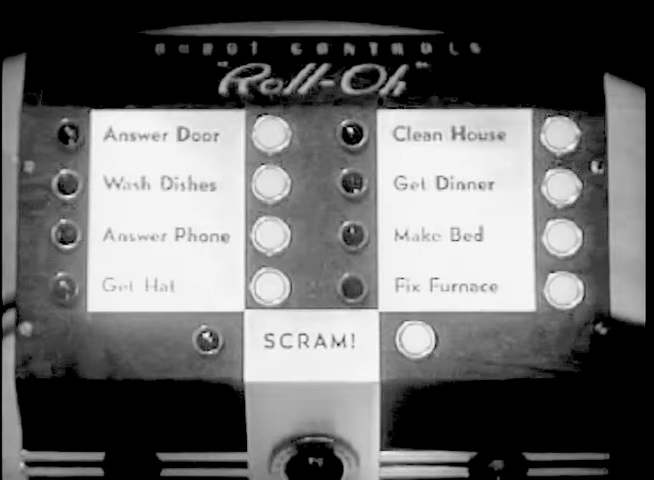 ROBOT CONTROLS
"Roll-Oh"
Answer Door
Wash Dishes
Answer Phone
Get Hat
Clean House
Get Dinner
Make Bed
Fix Furnace
SCRAM!